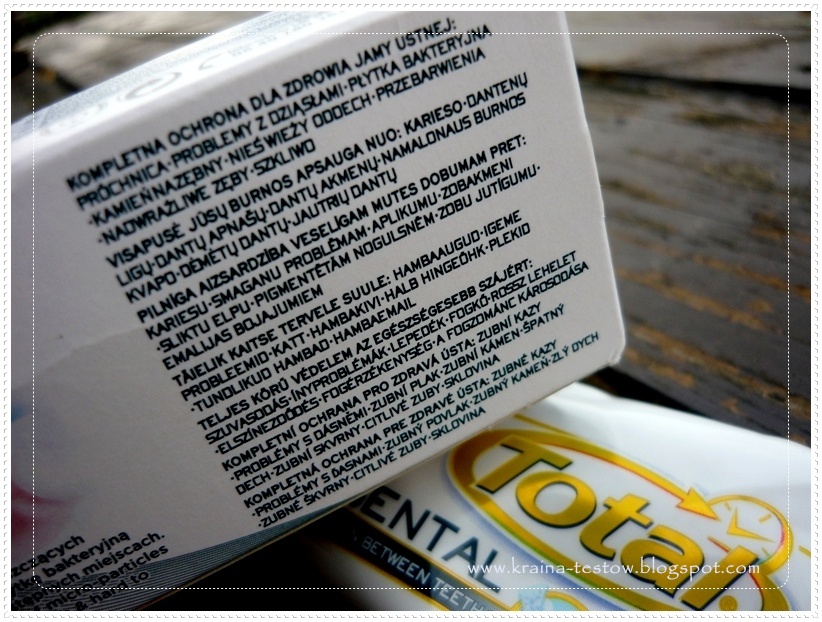 KOMPLETNA OCHRONA DLA ZDROWIA JAMY USTNEJ:
PRÓCHNICA·PROBLEMY Z DZIĄSŁAMI·PŁYTKA BAKTERYJNA
·KAMIEŃ NAZĘBNY·NIEŚWIEŻY ODDECH·PRZEBARWIENIA
·NADWRAŻLIWE ZĘBY·SZKLIWO
VISAPUSĖ JŪSŲ BURNOS APSAUGA NUO: KARIESO·DANTENŲ
LIGŲ·DANTŲ APNAŠŲ·DANTŲ AKMENŲ·NAMALONAUS BURNOS
KVAPO·DĖMĖTŲ DANTŲ·JAUTRIŲ DANTŲ
PILNĪGA AIZSARDZĪBA VESELĪGAM MUTES DOBUMAM PRET:
KARIESU·SMAGANU PROBLĒMĀM·APLIKUMU·ZOBAKMENI
·SLIKTU ELPU·PIGMENTĒTĀM NOGULSNĒM·ZOBU JUTĪGUMU·
EMALJAS BOJĀJUMIEM
TÄIELIK KAITSE TERVELE SUULE: HAMBAAUGUD·IGEME
PROBLEEMID·KATT·HAMBAKIVI·HALB HINGEÕHK·PLEKID
·TUNDLIKUD HAMBAD·HAMBAEMAIL
TELJES KÖRŰ VÉDELEM AZ EGÉSZSÉGESEBB SZÁJÉRT:
SZUVASODÁS·ÍNYPROBLÉMÁK·LEPEDÉK·FOGKŐ·ROSSZ LEHELET
·ELSZÍNEZŐDÉS·FOGÉRZÉKENYSÉG·A FOGZOMÁNC KÁROSODÁSA
KOMPLETNÍ OCHRANA PRO ZDRAVÁ ÚSTA: ZUBNÍ KAZY
·PROBLÉMY S DÁSNĚMI·ZUBNÍ PLAK·ZUBNÍ KÁMEN·ŠPATNÝ
DECH·ZUBNÍ SKVRNY·CITLIVÉ ZUBY·SKLOVINA
KOMPLETNÁ OCHRANA PRE ZDRAVÉ ÚSTA: ZUBNÉ KAZY
·PROBLÉMY S ĎASNAMI·ZUBNÝ POVLAK·ZUBNÝ KAMEŇ·ZLÝ DYCH
·ZUBNÉ ŠKVRNY·CITLIVÉ ZUBY·SKLOVINA
bakteryjną
miejscach.
micro-particles
& hard to
Total
BETWEEN TEETH
www.kraina-testow.blogspot.com